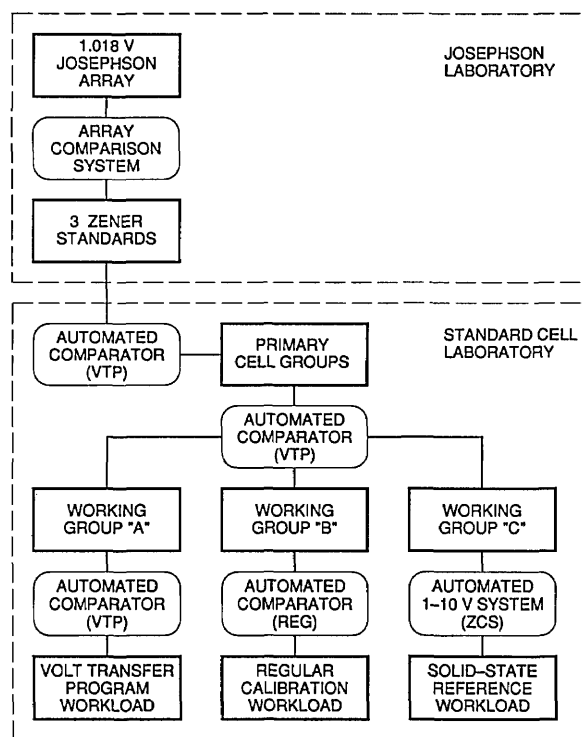 1.018 V
JOSEPHSON
ARRAY
JOSEPHSON
LABORATORY
ARRAY
COMPARISON
SYSTEM
3 ZENER
STANDARDS
AUTOMATED
COMPARATOR
(VTP)
PRIMARY
CELL GROUPS
STANDARD CELL
LABORATORY
AUTOMATED
COMPARATOR
(VTP)
WORKING
GROUP "A"
WORKING
GROUP "B"
WORKING
GROUP "C"
AUTOMATED
COMPARATOR
(VTP)
AUTOMATED
COMPARATOR
(REG)
AUTOMATED
1–10 V SYSTEM
(ZCS)
VOLT TRANSFER
PROGRAM
WORKLOAD
REGULAR
CALIBRATION
WORKLOAD
SOLID–STATE
REFERENCE
WORKLOAD